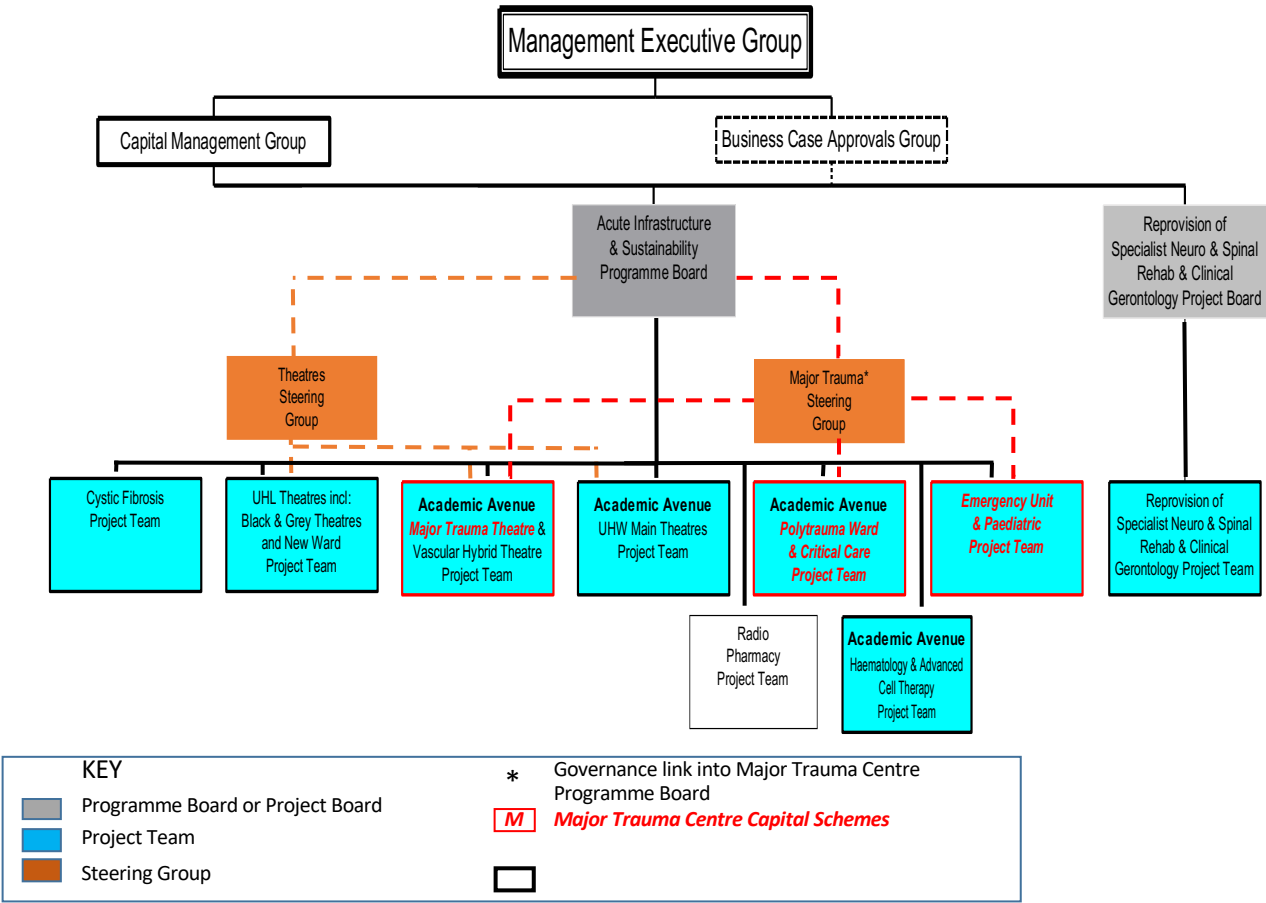 Management Executive Group
Capital Management Group
Business Case Approvals Group
Acute Infrastructure
& Sustainability
Programme Board
Reprovision of
Specialist Neuro & Spinal
Rehab & Clinical
Gerontology Project Board
Theatres
Steering
Group
Major Trauma*
Steering
Group
Cystic Fibrosis
Project Team
UHL Theatres incl:
Black & Grey Theatres
and New Ward
Project Team
Academic Avenue
Major Trauma Theatre &
Vascular Hybrid Theatre
Project Team
Academic Avenue
UHW Main Theatres
Project Team
Academic Avenue
Polytrauma Ward
& Critical Care
Project Team
Emergency Unit
& Paediatric
Project Team
Reprovision of
Specialist Neuro & Spinal
Rehab & Clinical
Gerontology Project Team
Radio
Pharmacy
Project Team
Academic Avenue
Haematology & Advanced
Cell Therapy
Project Team
KEY
Programme Board or Project Board
Project Team
Steering Group
* Governance link into Major Trauma Centre
Programme Board
M Major Trauma Centre Capital Schemes